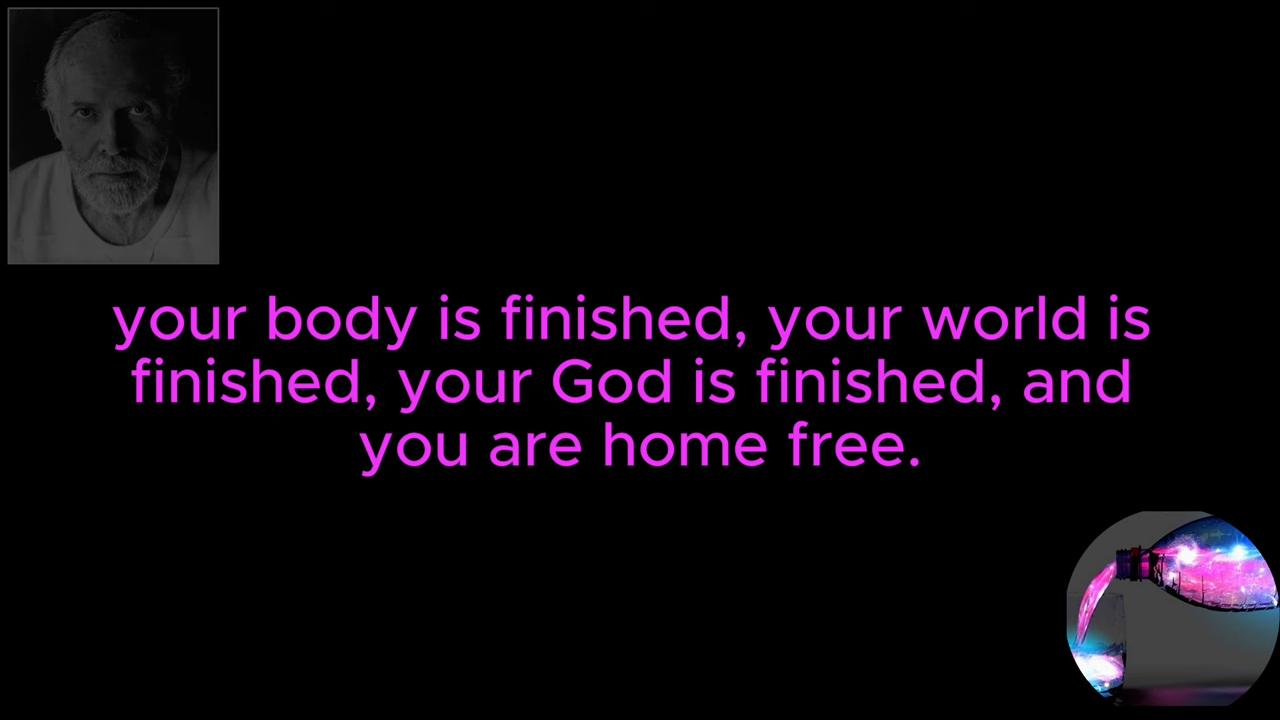 your body is finished, your world is
finished, your God is finished, and
you are home free.